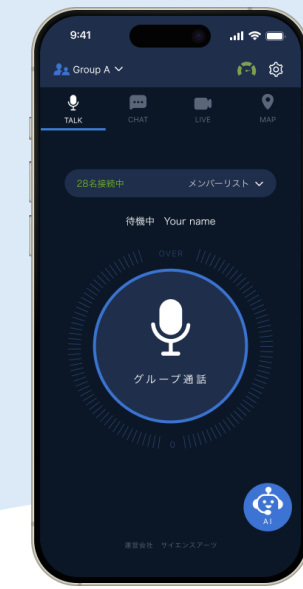 9:41
Group A
TALK
CHAT
LIVE
MAP
28名接続中 メンバーリスト
待機中 Your name
OVER
グループ通話
0
AI
運営会社 サイエンスアーツ